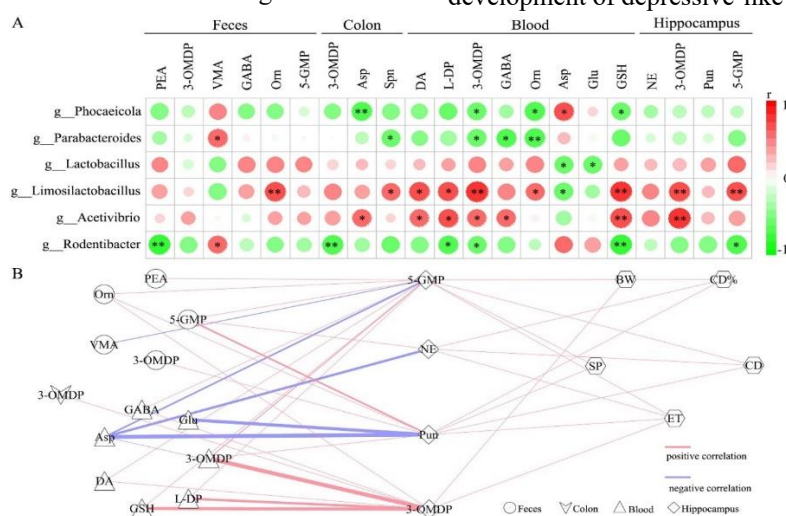 development of depressive-like
A
Feces Colon Blood Hippocampus
PEA 3-OMDP VMA GABA Orn 5-GMP 3-OMDP Asp Spn DA L-DP 3-OMDP GABA Orn Asp Glu GSH NE 3-OMDP Pun 5-GMP
r
g__Phocaeicola ** * * * *
g__Parabacteroides * * * * **
g__Lactobacillus * *
g__Limosilactobacillus ** * * * ** * * ** ** **
g__Acetivibrio * * * * * ** **
g__Rodentibacter ** * ** * * ** *
1
0
-1
B
PEA 5-GMP BW CD%
Orn
5-GMP
VMA NE
3-OMDP SP CD
3-OMDP
GABA Glu ET
Asp Pun
3-OMDP positive correlation
DA negative correlation
L-DP
GSH 3-OMDP Feces Colon Blood Hippocampus